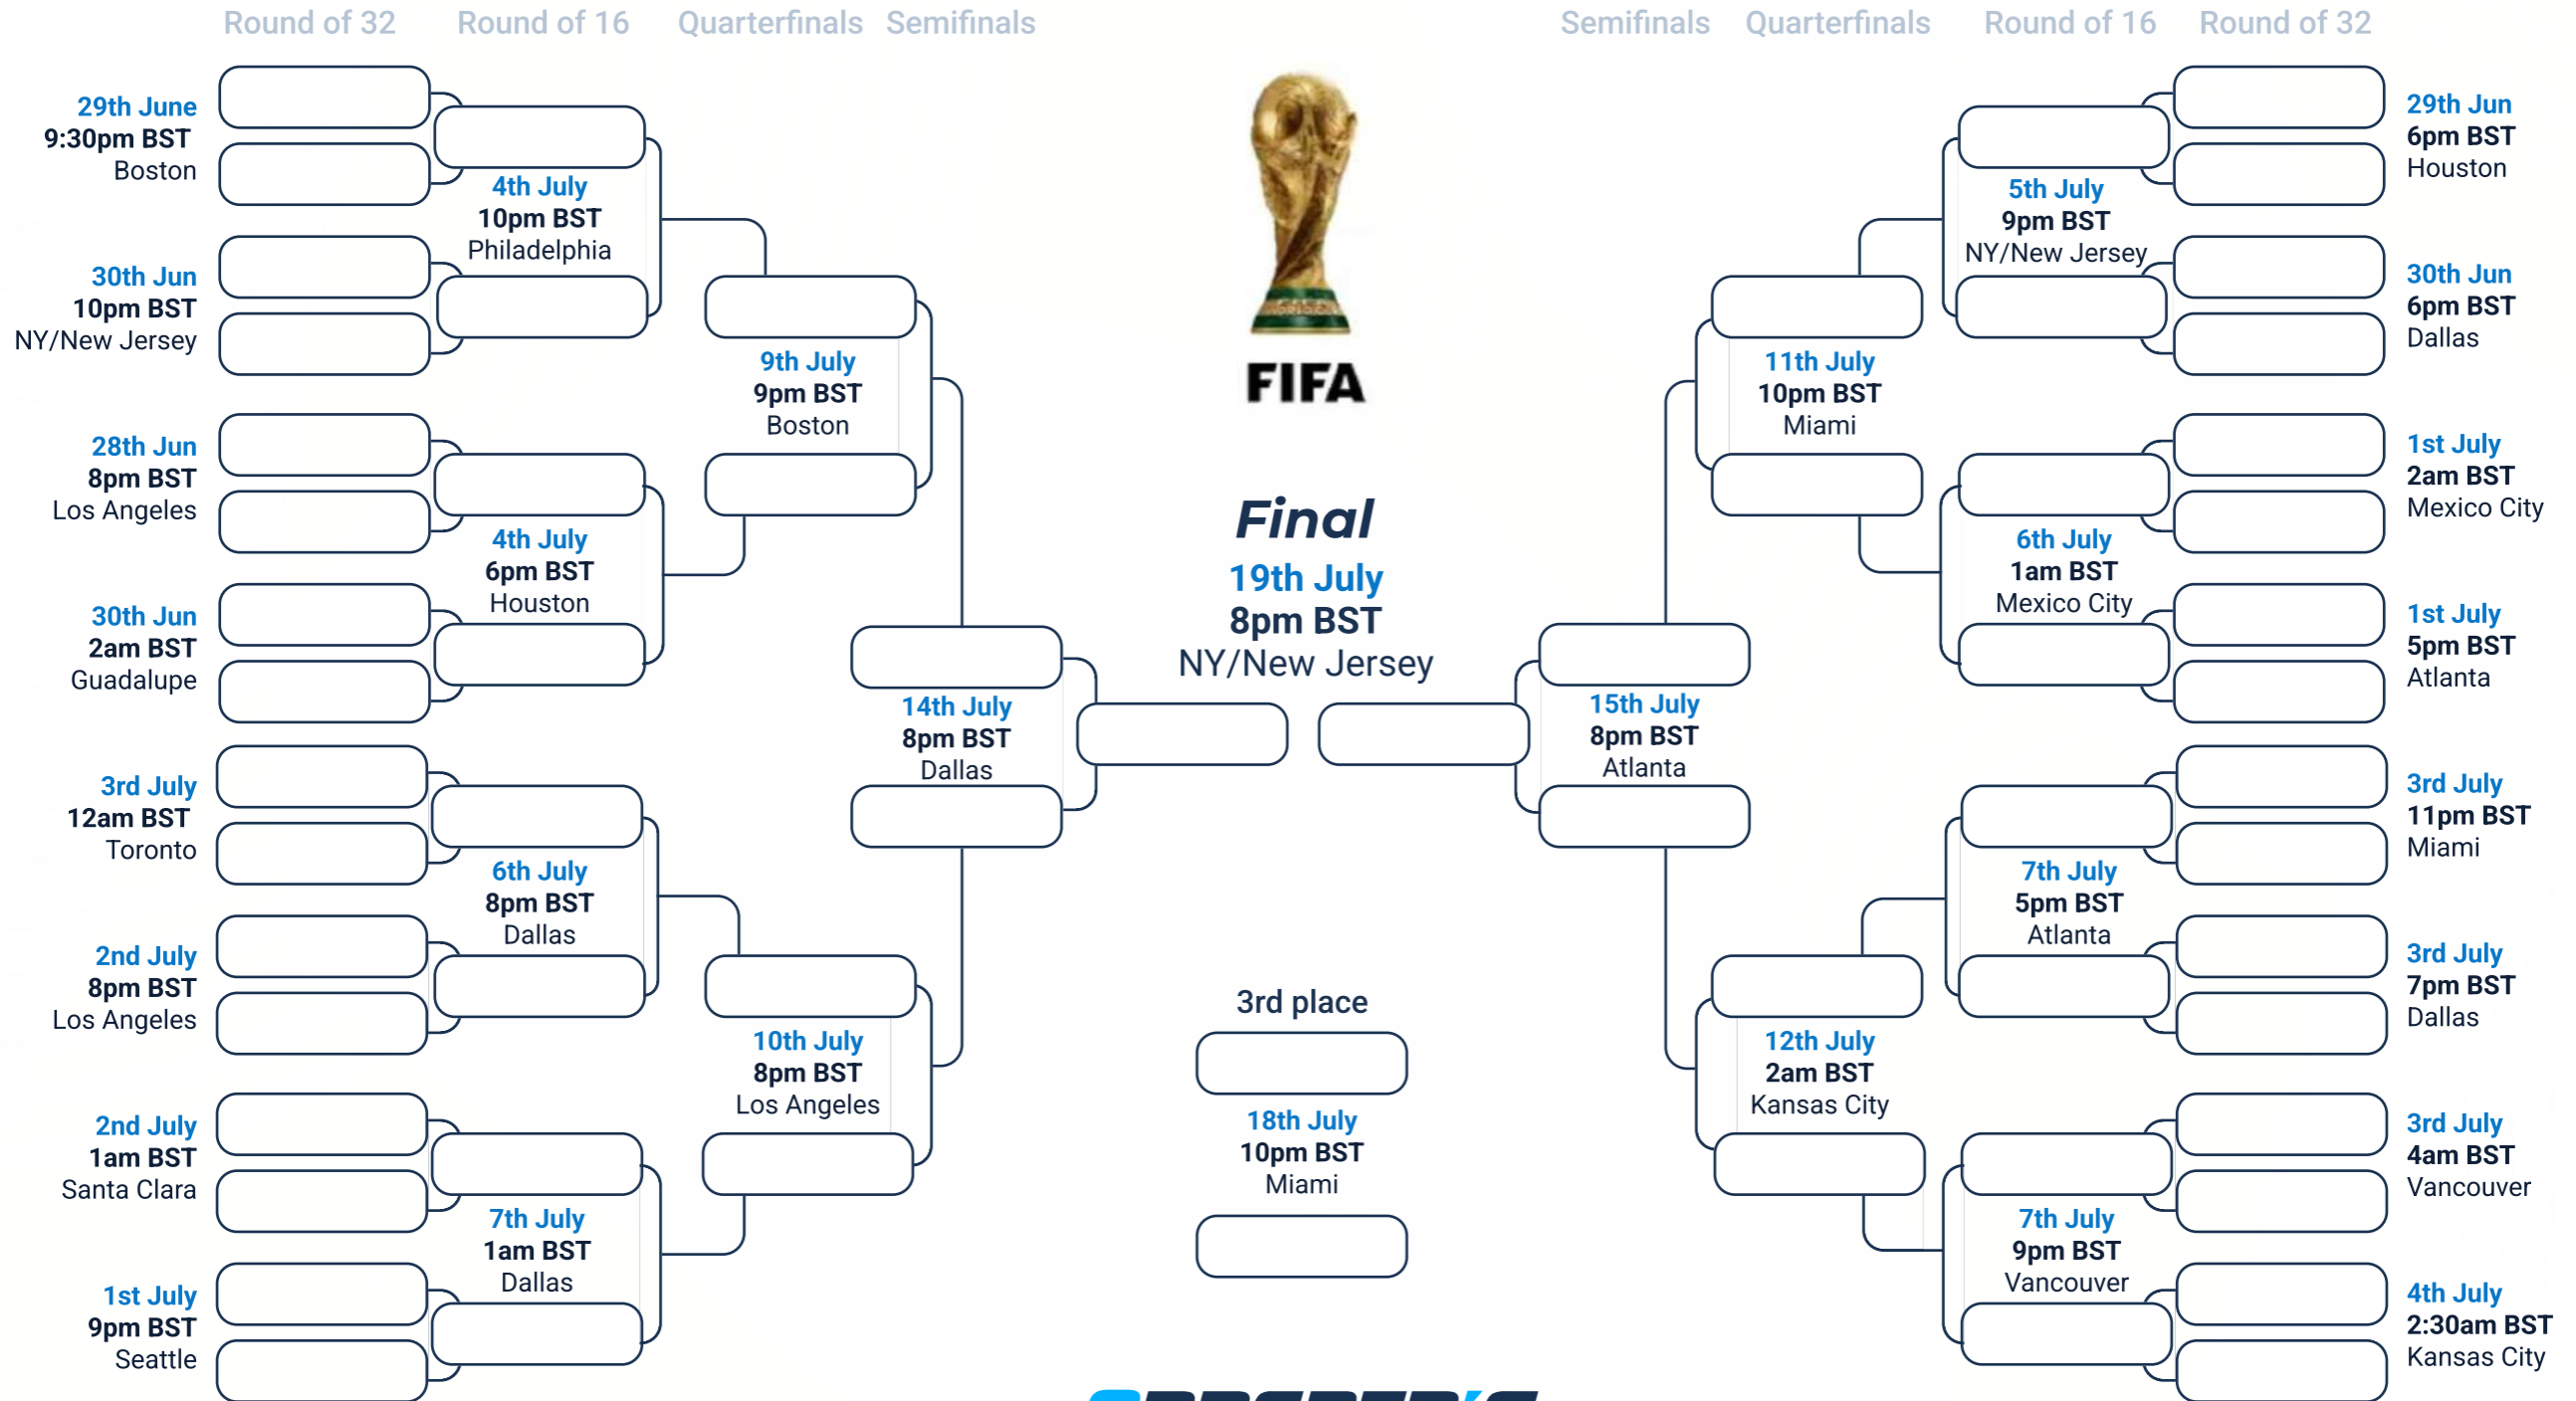 Round of 32
Round of 16
Quarterfinals
Semifinals
Semifinals
Quarterfinals
Round of 16
Round of 32
29th June
9:30pm BST
Boston
30th Jun
10pm BST
NY/New Jersey
28th Jun
8pm BST
Los Angeles
30th Jun
2am BST
Guadalupe
3rd July
12am BST
Toronto
2nd July
8pm BST
Los Angeles
2nd July
1am BST
Santa Clara
1st July
9pm BST
Seattle
4th July
10pm BST
Philadelphia
4th July
6pm BST
Houston
6th July
8pm BST
Dallas
7th July
1am BST
Dallas
9th July
9pm BST
Boston
10th July
8pm BST
Los Angeles
14th July
8pm BST
Dallas
FIFA
Final
19th July
8pm BST
NY/New Jersey
3rd place
18th July
10pm BST
Miami
15th July
8pm BST
Atlanta
11th July
10pm BST
Miami
12th July
2am BST
Kansas City
5th July
9pm BST
NY/New Jersey
6th July
1am BST
Mexico City
7th July
5pm BST
Atlanta
7th July
9pm BST
Vancouver
29th Jun
6pm BST
Houston
30th Jun
6pm BST
Dallas
1st July
2am BST
Mexico City
1st July
5pm BST
Atlanta
3rd July
11pm BST
Miami
3rd July
7pm BST
Dallas
3rd July
4am BST
Vancouver
4th July
2:30am BST
Kansas City